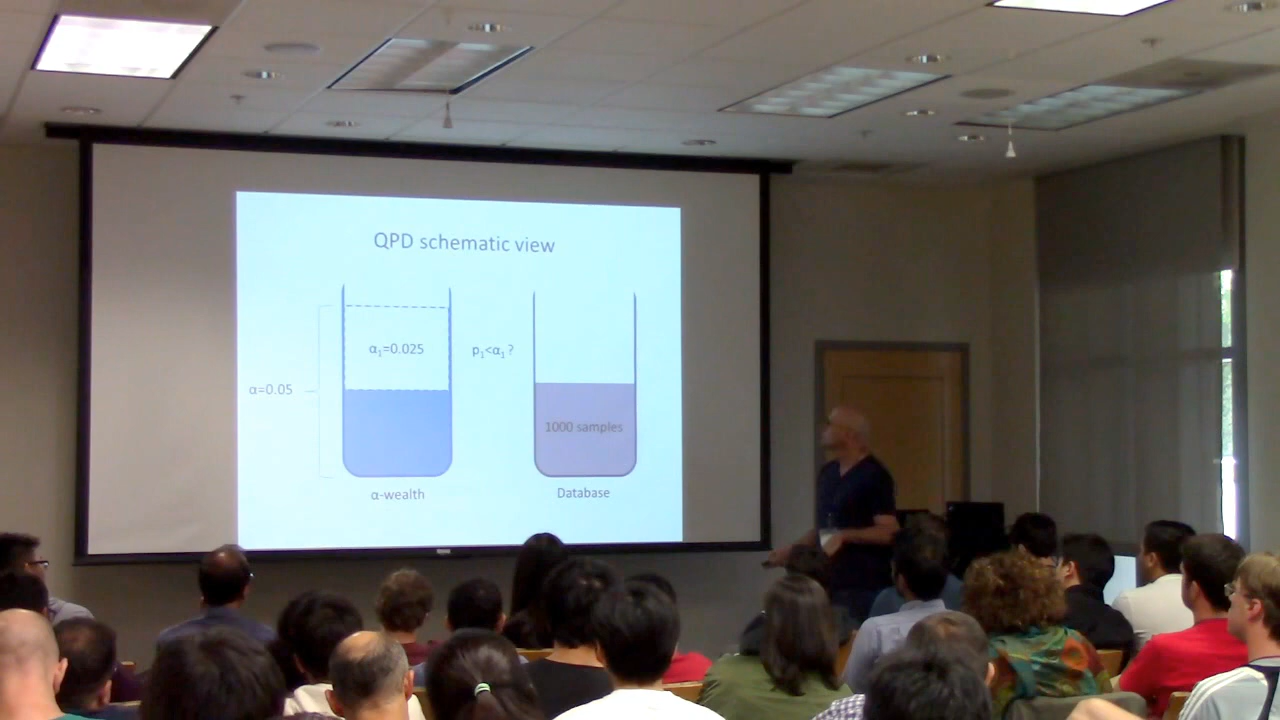 QPD schematic view
α₁=0.025
p₁<α₁ ?
α=0.05
1000 samples
α-wealth
Database